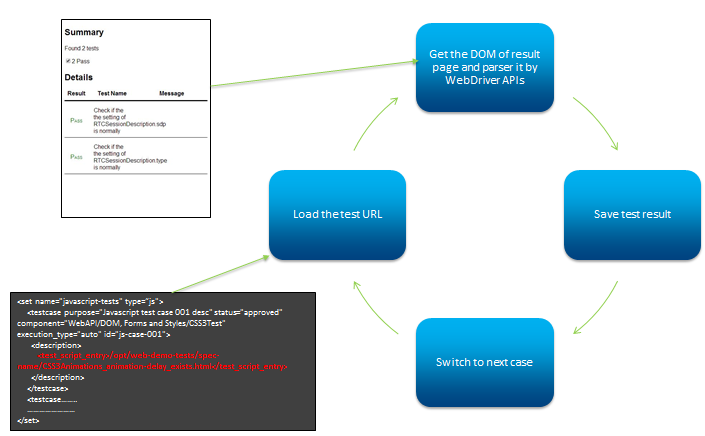 Summary
Found 2 tests
2 Pass
Details
Result Test Name Message
Pass
Check if the
the setting of
RTCSessionDescription.sdp
is normally
Pass
Check if the
the setting of
RTCSessionDescription.type
is normally
Get the DOM of result
page and parser it by
WebDriver APIs
Load the test URL
Save test result
Switch to next case
<set name="javascript-tests" type="js">
<testcase purpose="Javascript test case 001 desc" status="approved"
component="WebAPI/DOM, Forms and Styles/CSS3Test"
execution_type="auto" id="js-case-001">
<description>
<test_script_entry>/opt/web-demo-tests/spec-
name/CSS3Animations_animation-delay_exists.html</test_script_entry>
</description>
</testcase>
<testcase........
......................
</set>